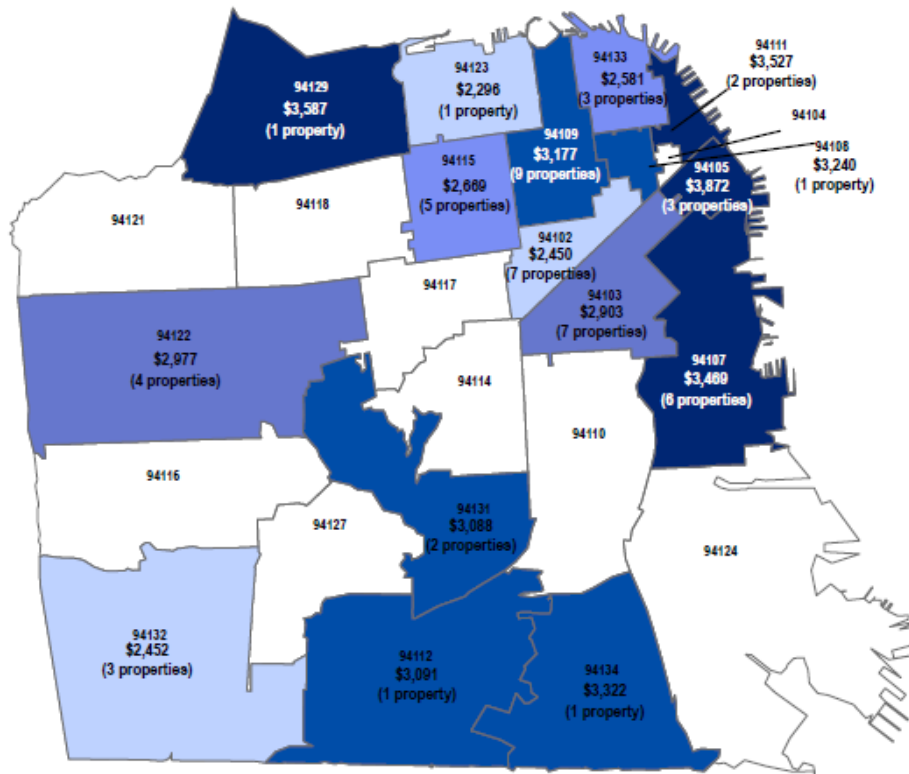 94129
$3,587
(1 property)
94123
$2,296
(1 property)
94133
$2,581
(3 properties)
94111
$3,527
(2 properties)
94104
94108
$3,240
(1 property)
94109
$3,177
(9 properties)
94115
$2,669
(5 properties)
94105
$3,872
(3 properties)
94121
94118
94102
$2,450
(7 properties)
94117
94103
$2,903
(7 properties)
94122
$2,977
(4 properties)
94114
94107
$3,469
(6 properties)
94110
94116
94131
$3,088
(2 properties)
94127
94124
94132
$2,452
(3 properties)
94112
$3,091
(1 property)
94134
$3,322
(1 property)